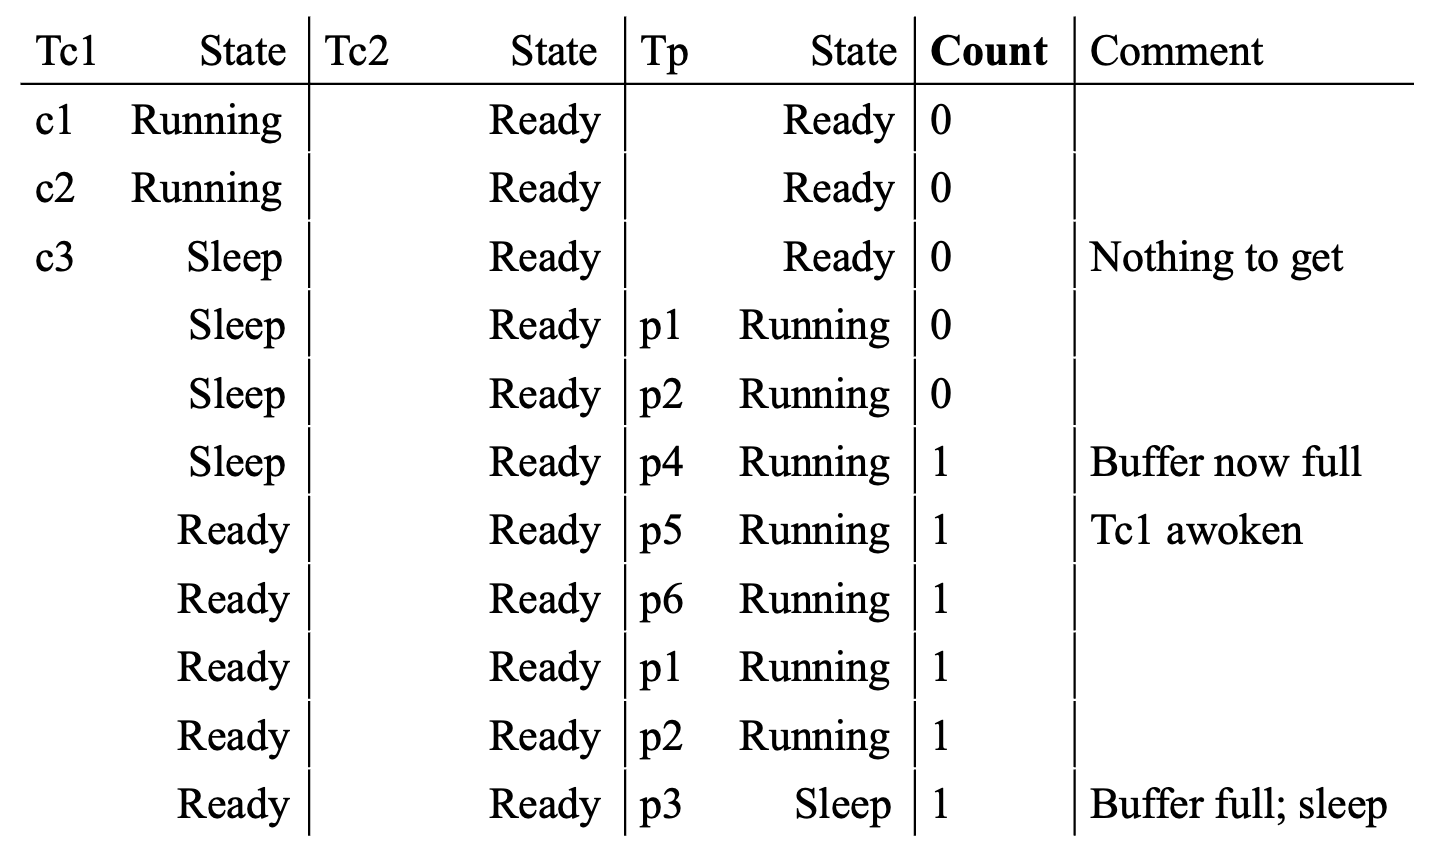 Tc1 State Tc2 State Tp State Count Comment
c1 Running Ready Ready 0
c2 Running Ready Ready 0
c3 Sleep Ready Ready 0 Nothing to get
Sleep Ready p1 Running 0
Sleep Ready p2 Running 0
Sleep Ready p4 Running 1 Buffer now full
Ready Ready p5 Running 1 Tc1 awoken
Ready Ready p6 Running 1
Ready Ready p1 Running 1
Ready Ready p2 Running 1
Ready Ready p3 Sleep 1 Buffer full; sleep